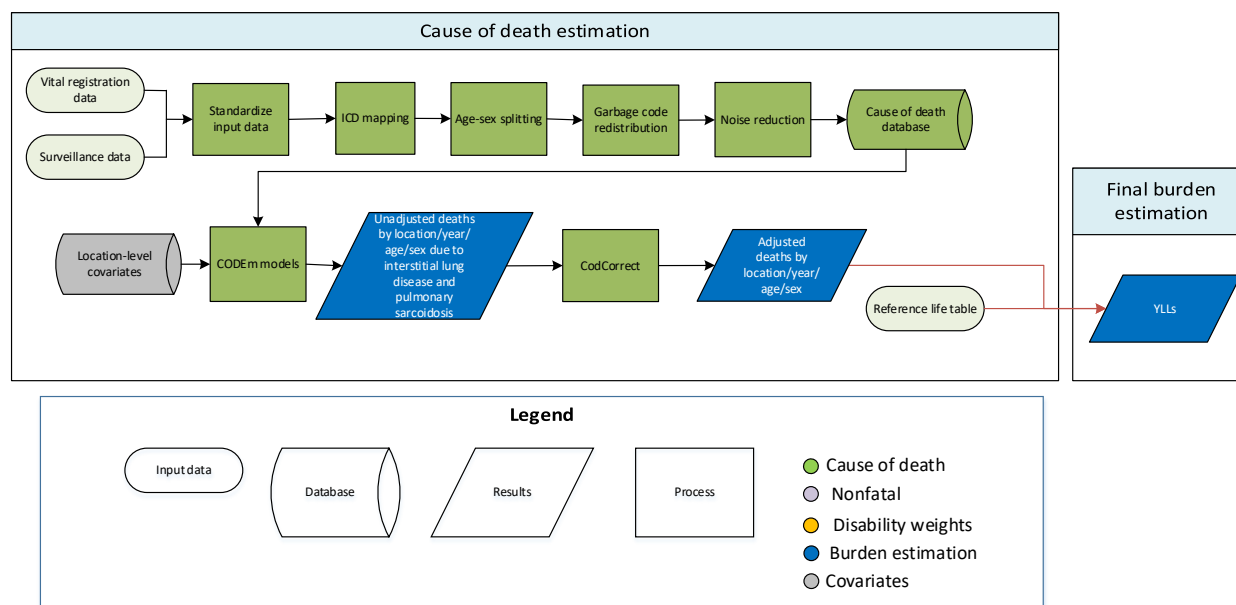 Cause of death estimation
Vital registration
data
Surveillance data
Standardize
input data
ICD mapping
Age-sex splitting
Garbage code
redistribution
Noise reduction
Cause of death
database
Location-level
covariates
CODEm models
Unadjusted deaths
by location/year/
age/sex due to
interstitial lung
disease and
pulmonary
sarcoidosis
CodCorrect
Adjusted
deaths by
location/year/
age/sex
Reference life table
Final burden
estimation
YLLs
Legend
Input data
Database
Results
Process
Cause of death
Nonfatal
Disability weights
Burden estimation
Covariates